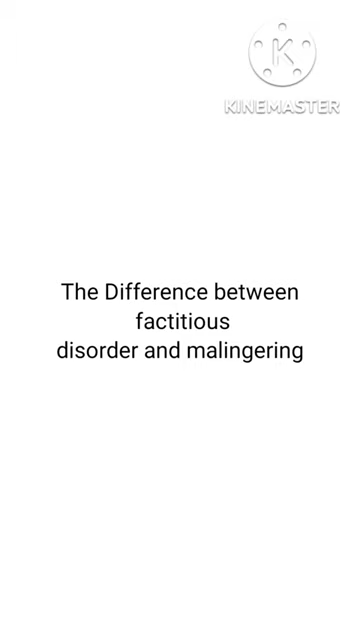 KINEMASTER
The Difference between
factitious
disorder and malingering